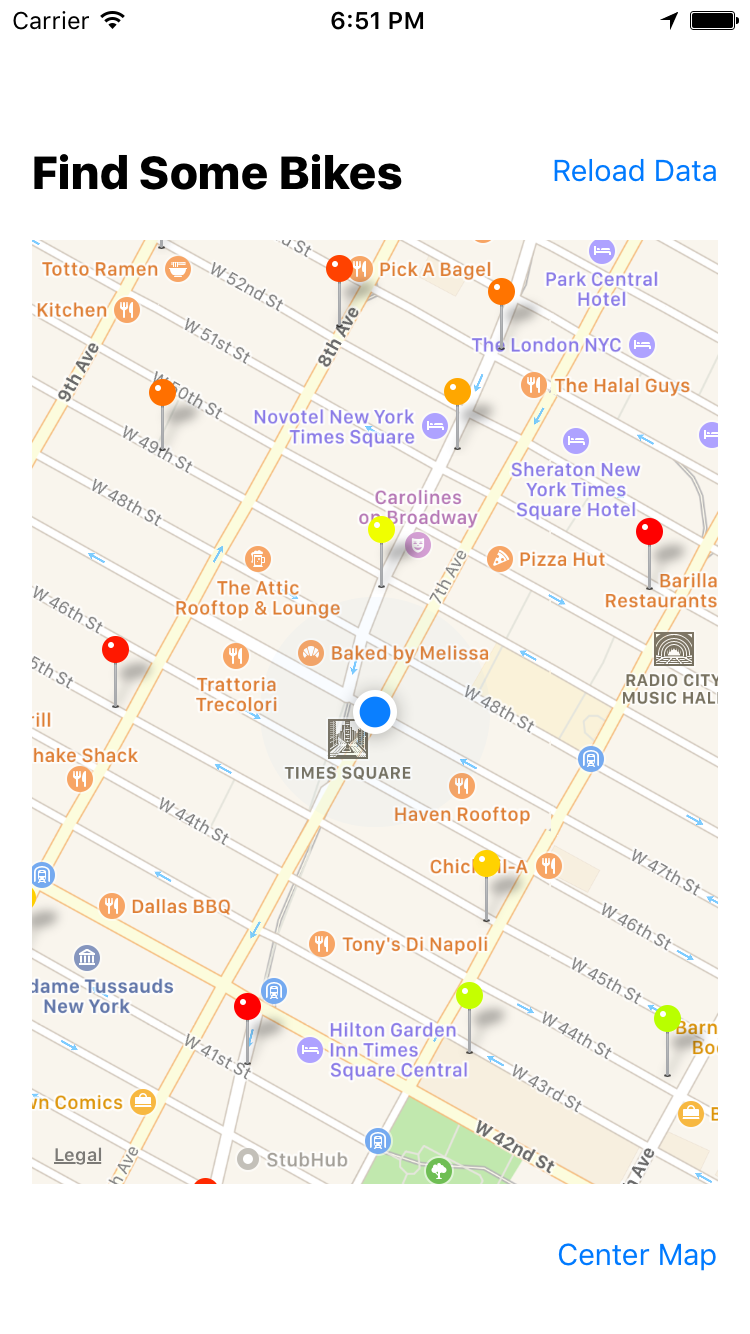 Carrier
6:51 PM
Find Some Bikes
Reload Data
Totto Ramen
W 52nd St
Pick A Bagel
Park Central
Hotel
Kitchen
W 51st St
8th Ave
The London NYC
9th Ave
W 50th St
The Halal Guys
Novotel New York
Times Square
W 49th St
Sheraton New
York Times
Square Hotel
W 48th St
Carolines
on Broadway
7th Ave
Pizza Hut
The Attic
Rooftop & Lounge
Barilla
Restaurants
W 46th St
Baked by Melissa
5th St
Trattoria
Trecolori
RADIO CITY
MUSIC HAL
W 48th St
rill
hake Shack
TIMES SQUARE
Haven Rooftop
W 44th St
Chick-fil-A
W 47th St
Dallas BBQ
W 46th St
Tony's Di Napoli
W 45th St
dame Tussauds
New York
Hilton Garden
Inn Times
Square Central
W 44th St
Barn
Bo
W 41st St
W 43rd St
wn Comics
B
W 42nd St
Legal
h Ave
StubHub
Ave
Center Map